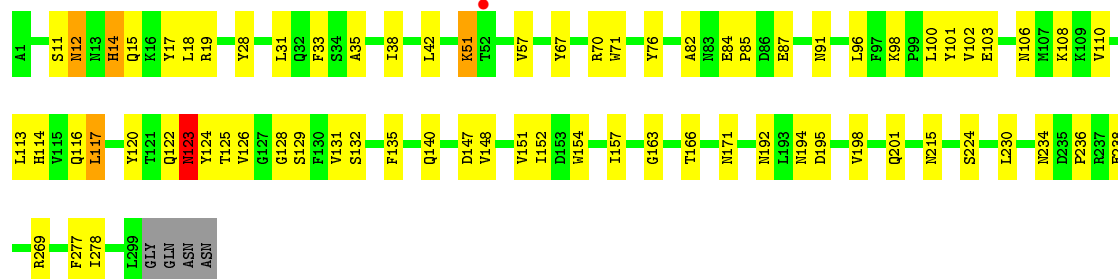 A1 S11 N12 N13 H14 Q15 K16 Y17 L18 R19 Y28 L31 Q32 F33 S34 A35 I38 L42 K51 T52 V57 Y67 R70 W71 Y76 A82 N83 E84 P85 D86 E87 N91 L96 F97 K98 P99 L100 Y101 V102 E103 N106 M107 K108 K109 V110
L113 H114 V115 Q116 L117 Y120 T121 Q122 N123 Y124 T125 V126 G127 G128 S129 F130 V131 S132 F135 Q140 D147 V148 V151 I152 D153 W154 I157 G163 T166 N171 N192 L193 N194 D195 V198 Q201 N215 S224 L230 N234 D235 P236 R237
R269 F277 I278 L299 GLY GLN ASN ASN